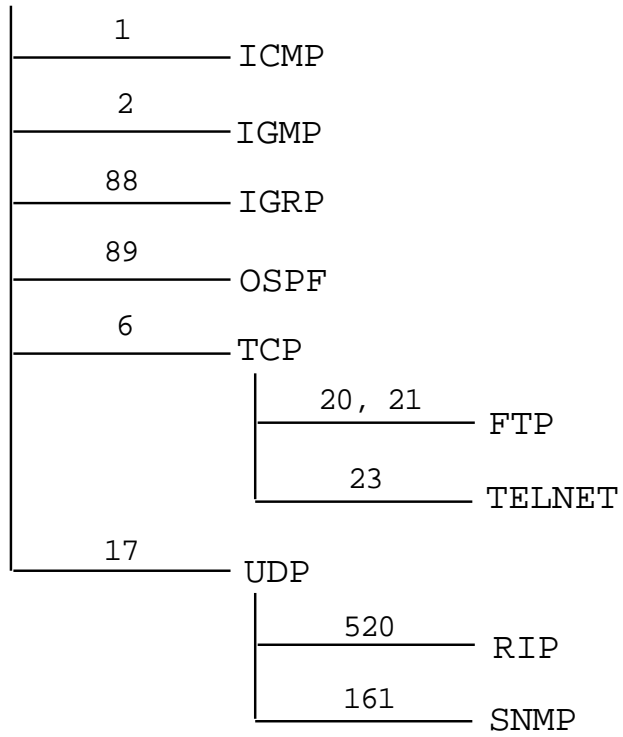 1
ICMP
2
IGMP
88
IGRP
89
OSPF
6
TCP
20, 21
FTP
23
TELNET
17
UDP
520
RIP
161
SNMP